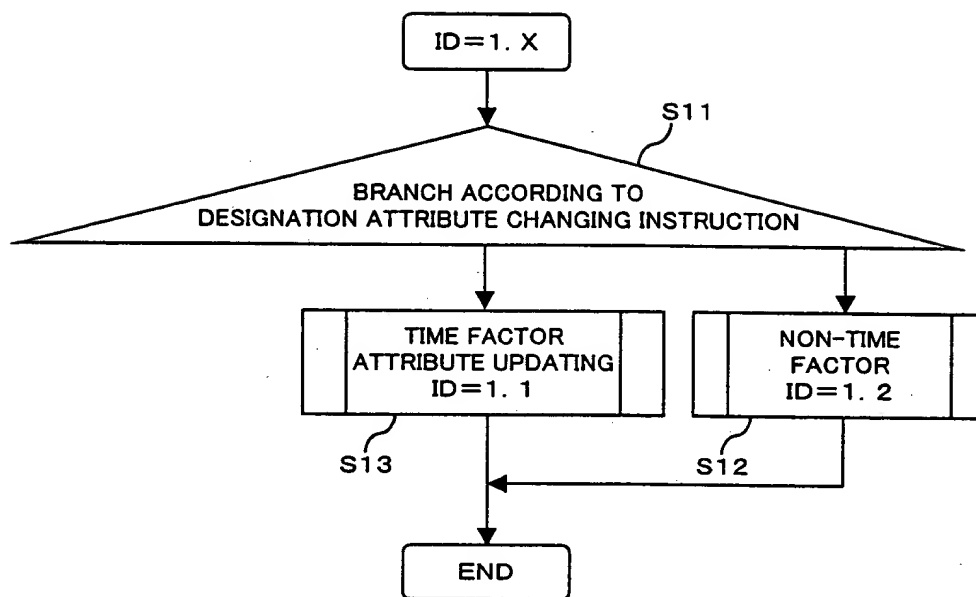 ID=1. X
S11
BRANCH ACCORDING TO
DESIGNATION ATTRIBUTE CHANGING INSTRUCTION
TIME FACTOR
ATTRIBUTE UPDATING
ID=1. 1
S13
NON-TIME
FACTOR
ID=1. 2
S12
END